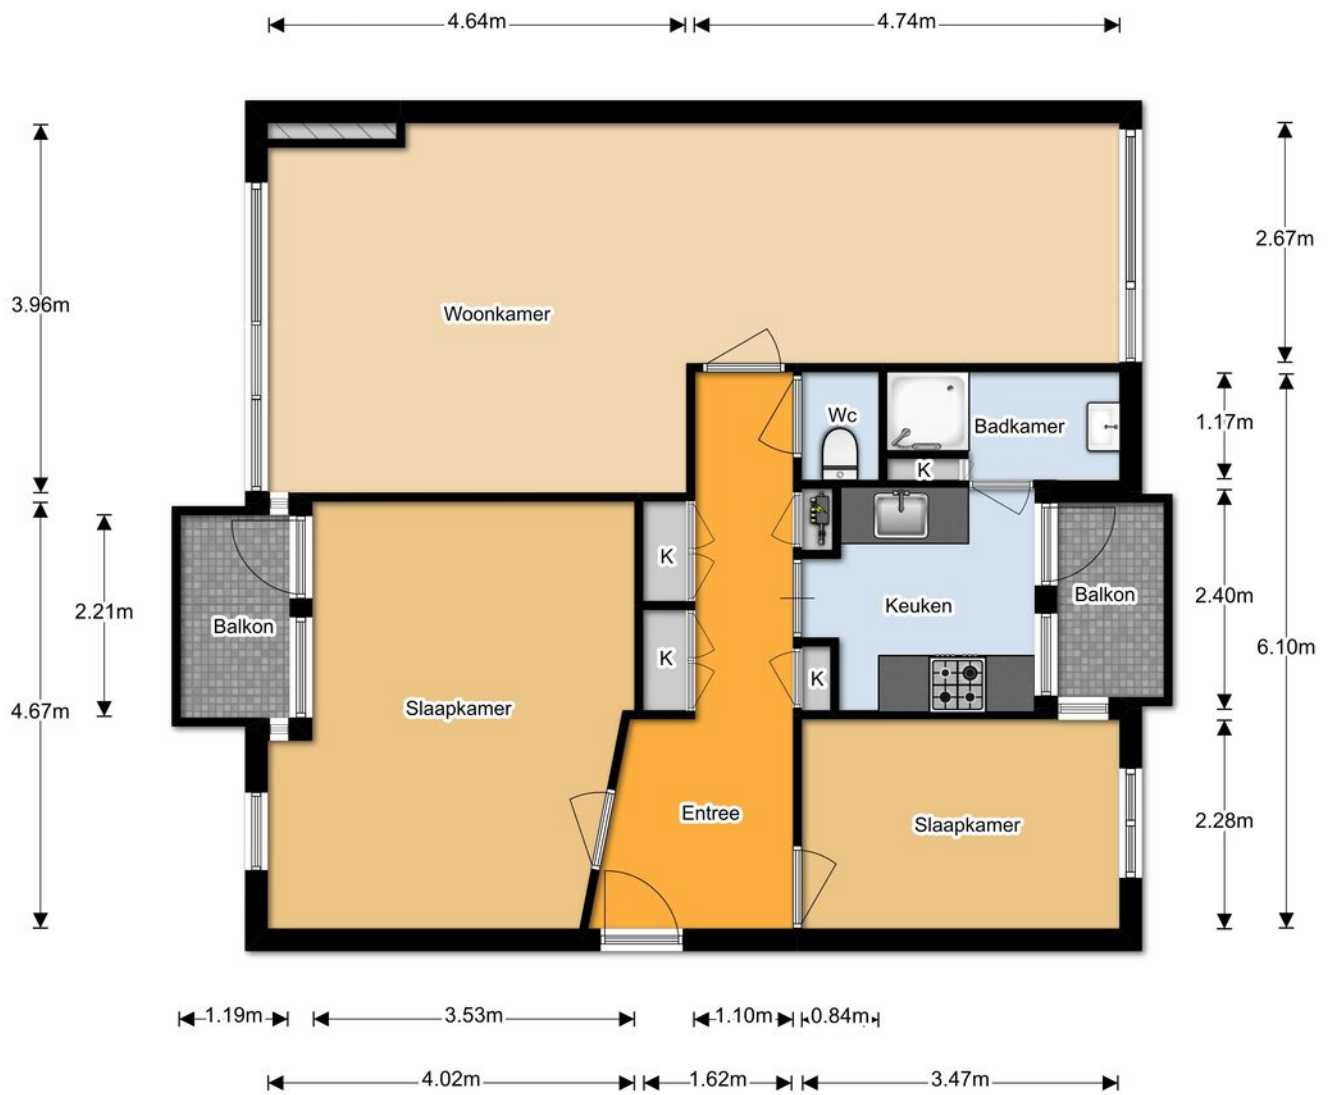 4.64m
4.74m
3.96m
2.67m
Woonkamer
Wc
Badkamer
K
1.17m
K
Keuken
Balkon
2.40m
2.21m
Balkon
K
K
6.10m
4.67m
Slaapkamer
Entree
Slaapkamer
2.28m
1.19m
3.53m
1.10m
0.84m
4.02m
1.62m
3.47m